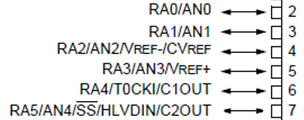 RA0/AN0 2
RA1/AN1 3
RA2/AN2/VREF-/CVREF 4
RA3/AN3/VREF+ 5
RA4/T0CKI/C1OUT 6
RA5/AN4/SS/HLVDIN/C2OUT 7